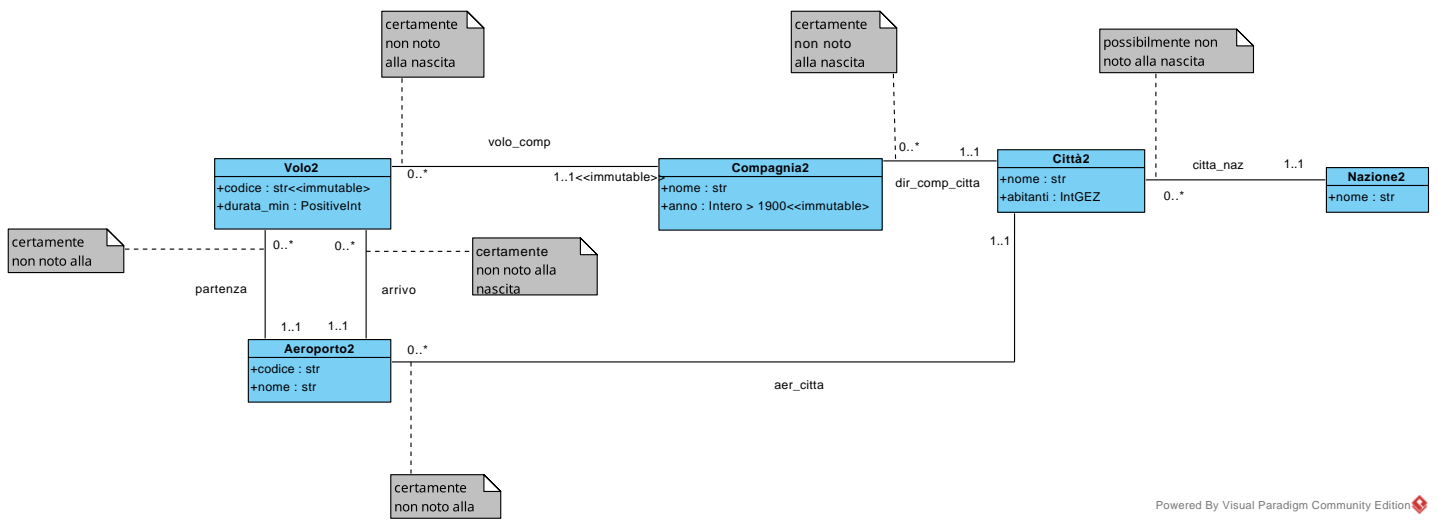 certamente
non noto
alla nascita
certamente
non noto
alla nascita
possibilmente non
noto alla nascita
volo_comp
0..*
1..1<<immutable>>
Volo2
+codice : str<<immutable>
+durata_min : PositiveInt
Compagnia2
+nome : str
+anno : Intero > 1900<<immutable>
0..*
1..1
dir_comp_citta
Città2
+nome : str
+abitanti : IntGEZ
citta_naz
1..1
0..*
Nazione2
+nome : str
certamente
non noto alla
0..*
0..*
certamente
non noto alla
nascita
1..1
partenza
arrivo
1..1
1..1
Aeroporto2
+codice : str
+nome : str
0..*
aer_citta
certamente
non noto alla
Powered By Visual Paradigm Community Edition